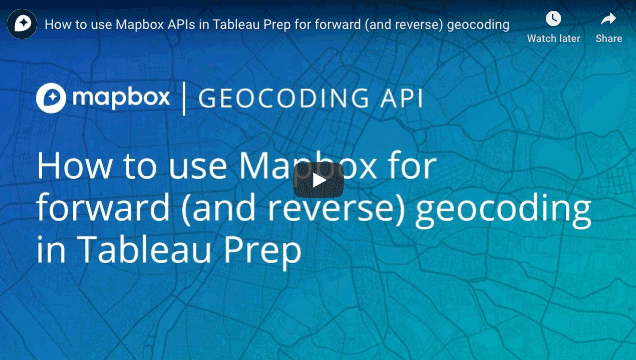 How to use Mapbox APIs in Tableau Prep for forward (and reverse) geocoding
Watch later
Share
mapbox | GEOCODING API
How to use Mapbox for
forward (and reverse) geocoding
in Tableau Prep